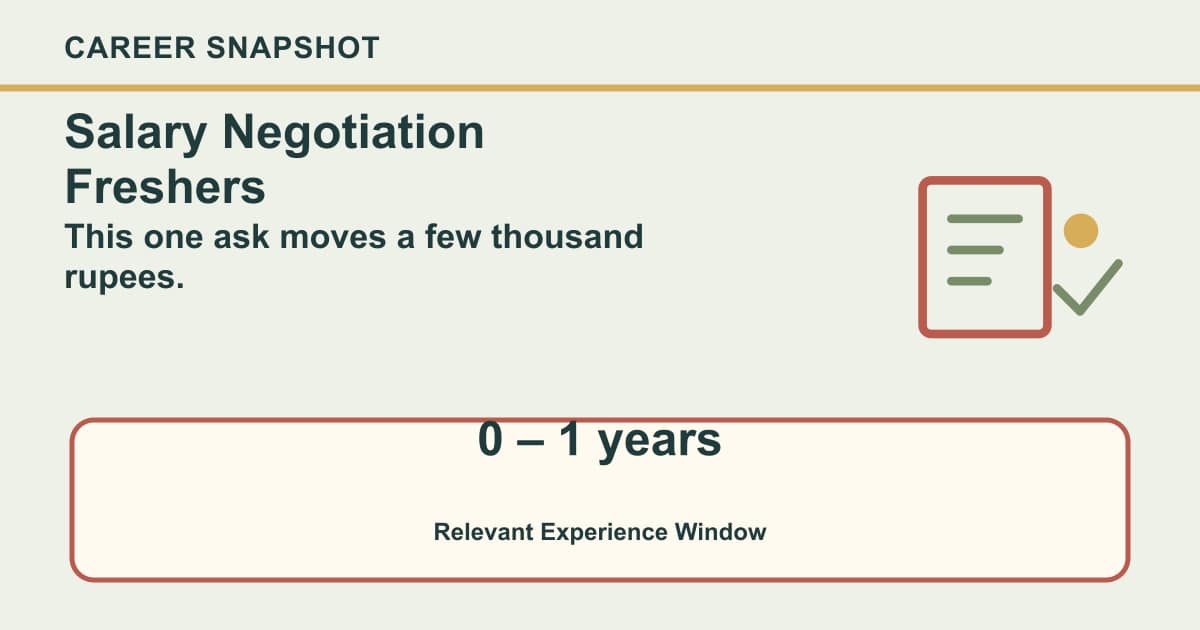 CAREER SNAPSHOT
Salary Negotiation
Freshers
This one ask moves a few thousand
rupees.
0 – 1 years
Relevant Experience Window